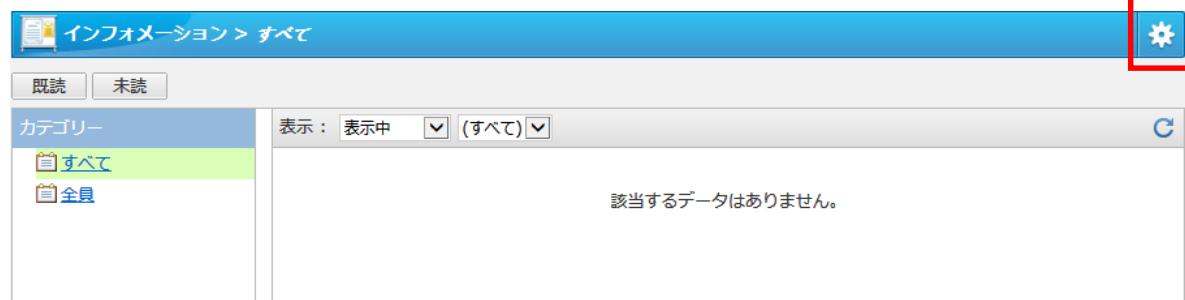 インフォメーション > すべて
既読 未読
カテゴリー
表示： 表示中 (すべて)
すべて
全員
該当するデータはありません。